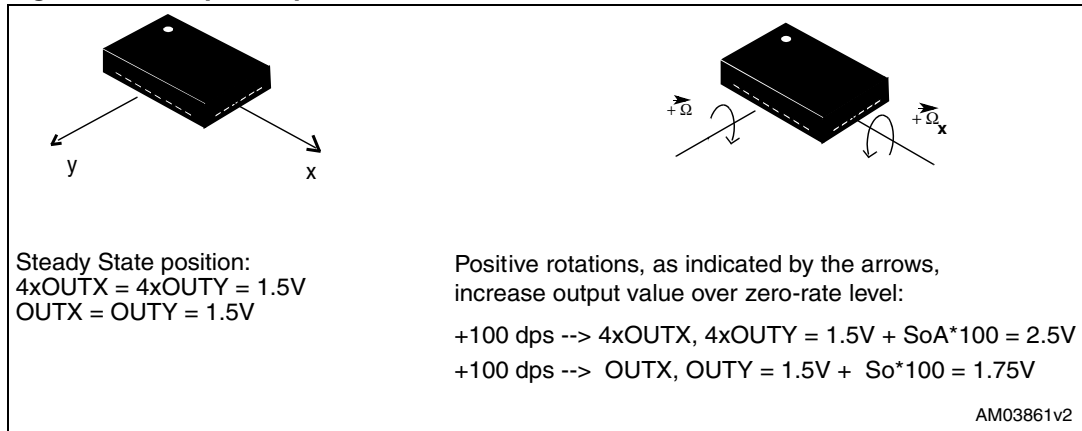 y
x
+Ω
+Ω x
Steady State position:
4xOUTX = 4xOUTY = 1.5V
OUTX = OUTY = 1.5V
Positive rotations, as indicated by the arrows,
increase output value over zero-rate level:
+100 dps --> 4xOUTX, 4xOUTY = 1.5V + SoA*100 = 2.5V
+100 dps --> OUTX, OUTY = 1.5V + So*100 = 1.75V
AM03861v2